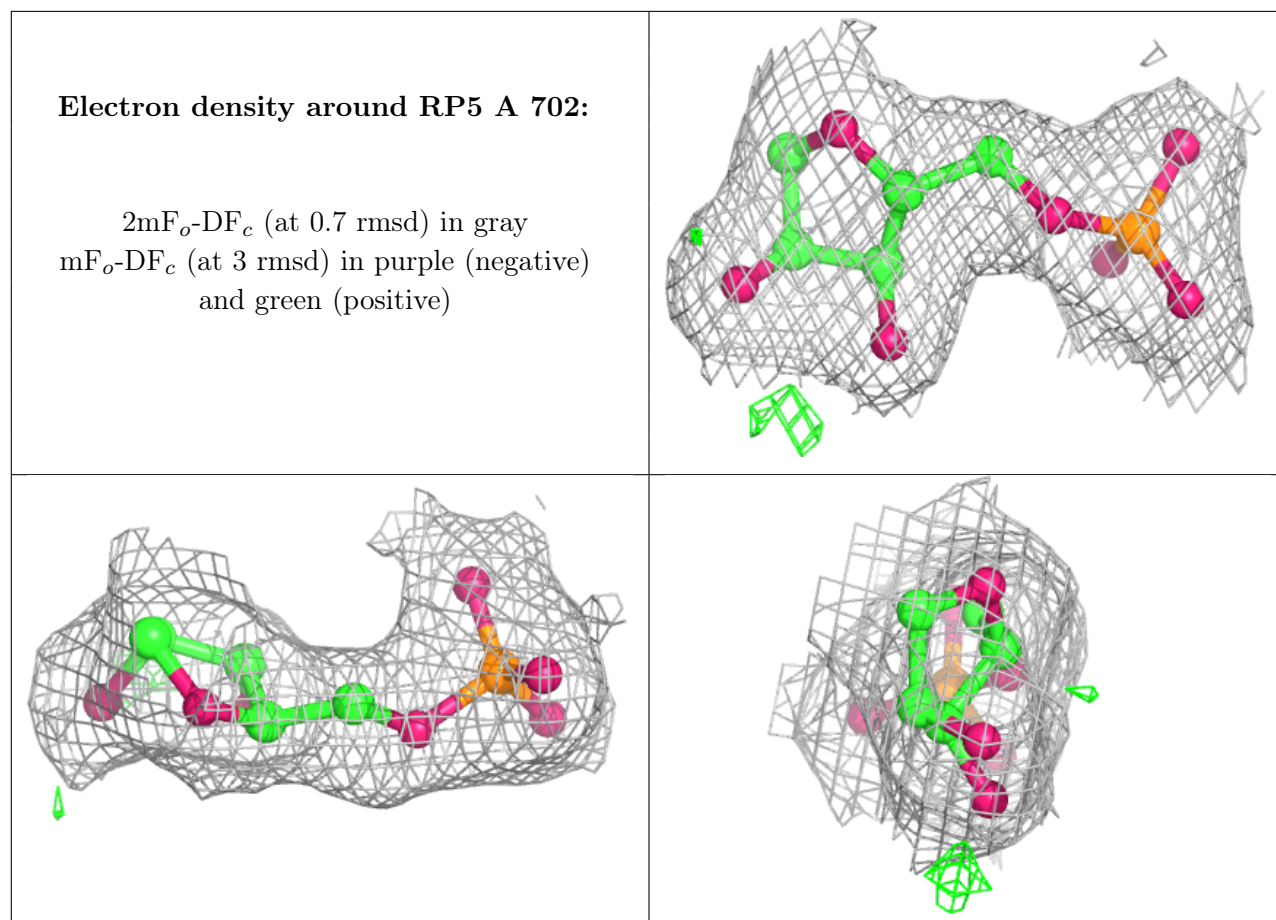 Electron density around RP5 A 702:
2mFₒ-DF𝒸 (at 0.7 rmsd) in gray
mFₒ-DF𝒸 (at 3 rmsd) in purple (negative)
and green (positive)